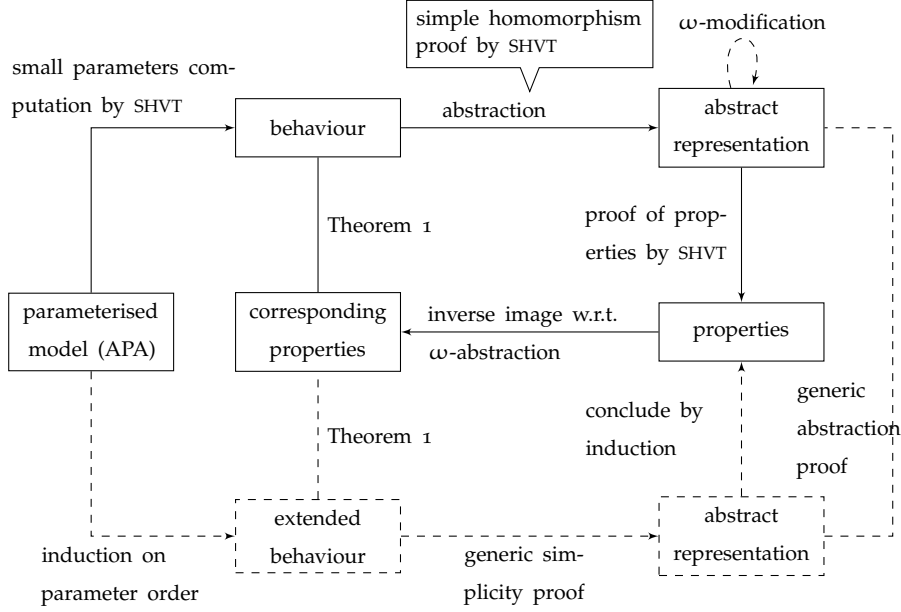 simple homomorphism
proof by SHVT
ω-modification
small parameters com-
putation by SHVT
behaviour
abstraction
abstract
representation
Theorem 1
proof of prop-
erties by SHVT
parameterised
model (APA)
corresponding
properties
inverse image w.r.t.
ω-abstraction
properties
Theorem 1
conclude by
induction
generic
abstraction
proof
extended
behaviour
abstract
representation
induction on
parameter order
generic sim-
plicity proof